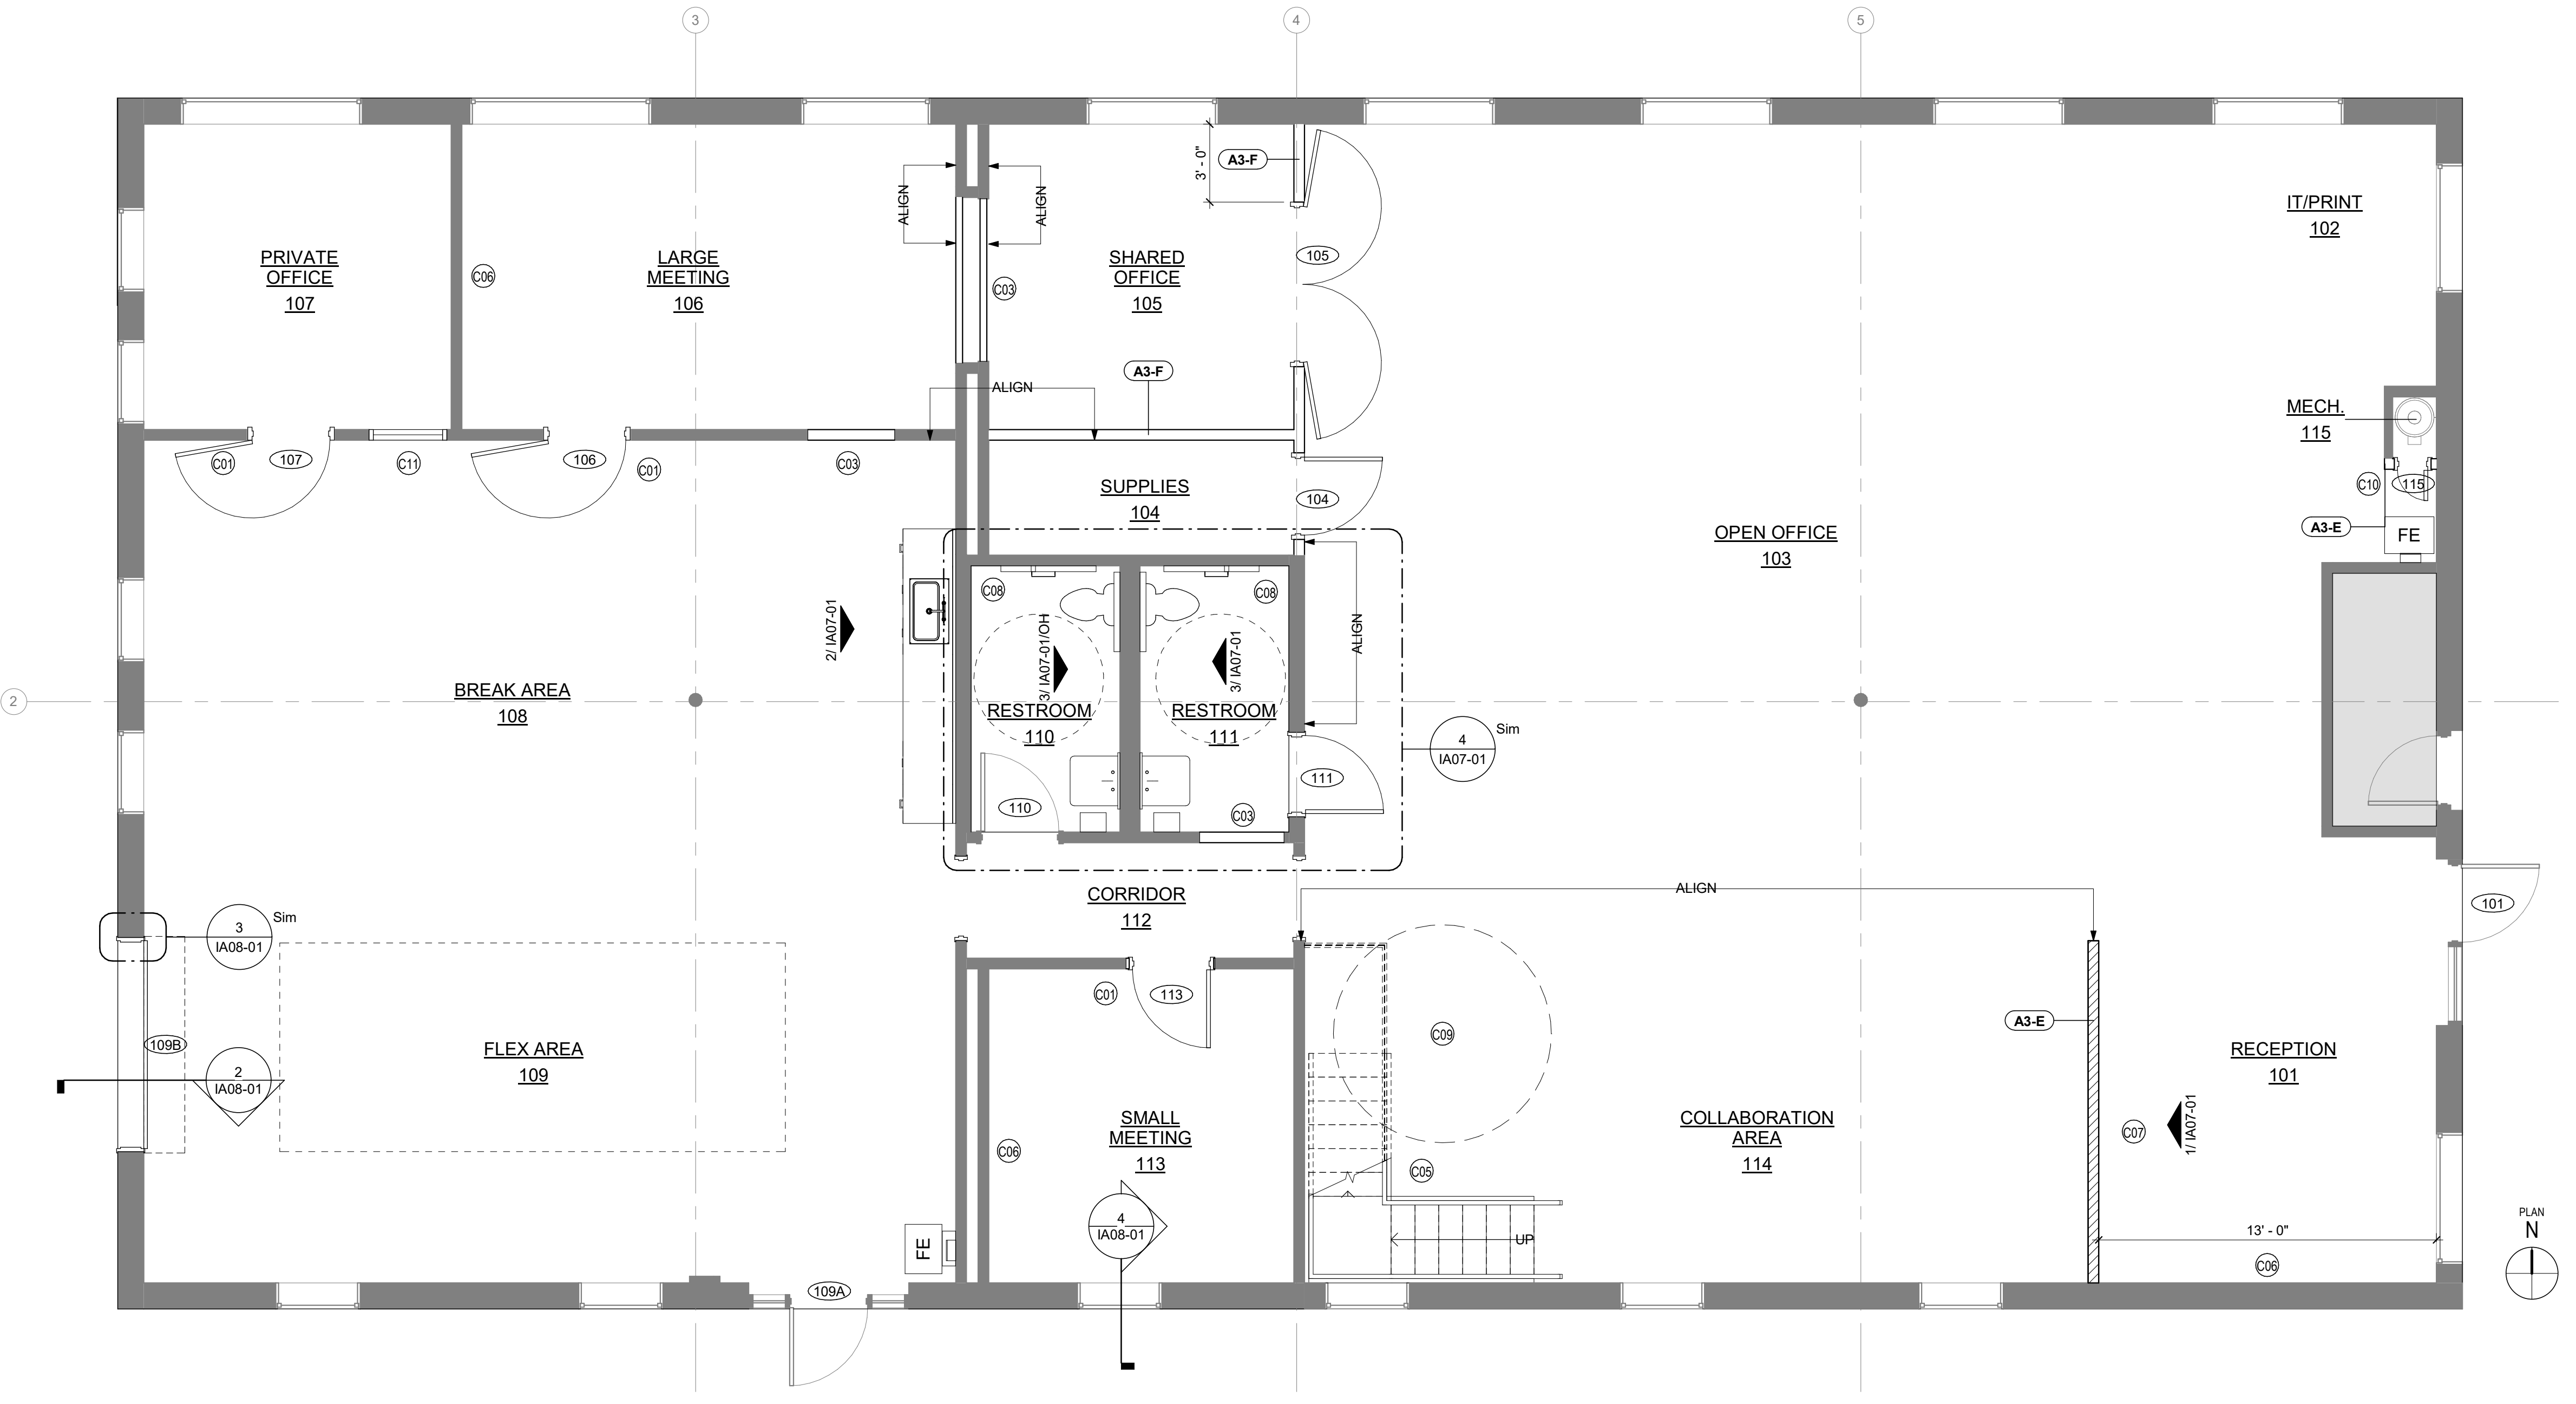 3
4
5
A3-F
3' - 0"
ALIGN
ALIGN
IT/PRINT
102
PRIVATE
OFFICE
107
C06
LARGE
MEETING
106
C03
SHARED
OFFICE
105
105
A3-F
ALIGN
MECH.
115
C01
107
C11
106
C01
C03
SUPPLIES
104
104
C10
115
A3-E
FE
OPEN OFFICE
103
C08
C08
2/ IA07-01
3/ IA07-01/OH
3/ IA07-01
ALIGN
BREAK AREA
108
2
RESTROOM
110
RESTROOM
111
4
IA07-01
Sim
111
110
C03
CORRIDOR
112
ALIGN
101
3
IA08-01
Sim
C01
113
A3-E
C09
109B
FLEX AREA
109
2
IA08-01
RECEPTION
101
SMALL
MEETING
113
C06
COLLABORATION
AREA
114
C07
1/ IA07-01
C05
4
IA08-01
UP
13' - 0"
C06
FE
109A
PLAN
N